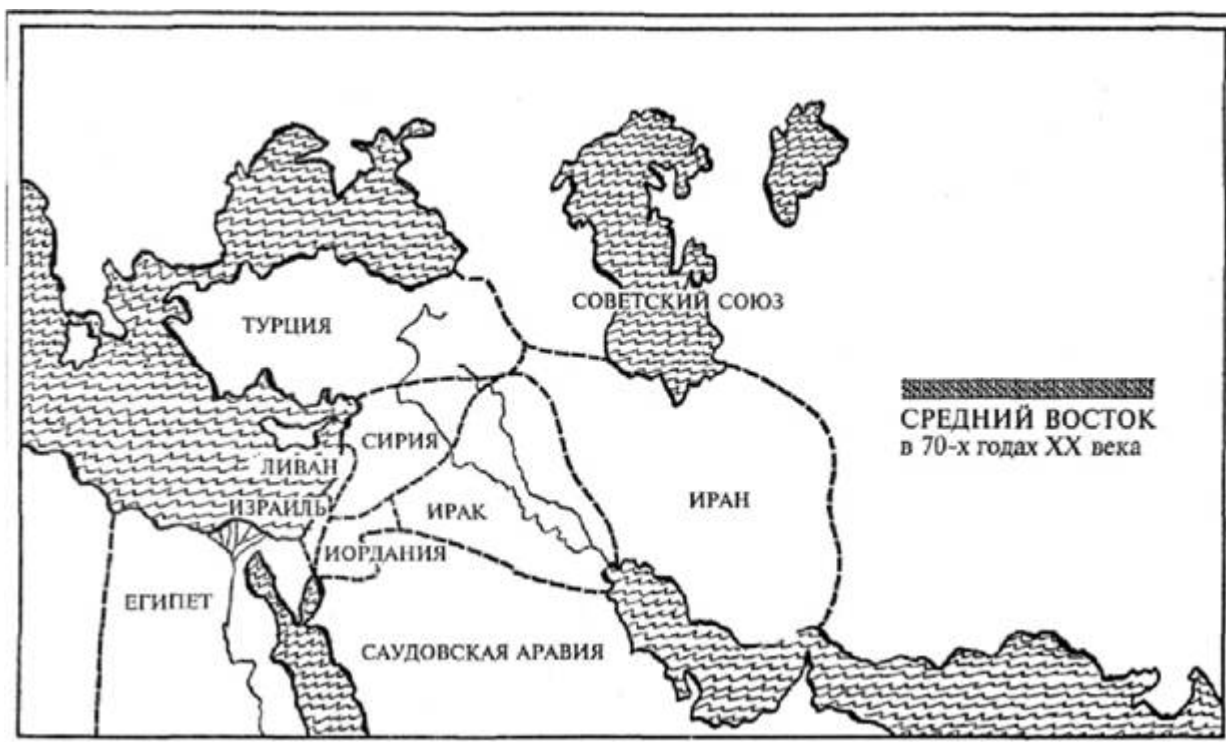 СОВЕТСКИЙ СОЮЗ
ТУРЦИЯ
СРЕДНИЙ ВОСТОК
в 70-х годах XX века
СИРИЯ
ЛИВАН
ИРАН
ИЗРАИЛЬ
ИРАК
ИОРДАНИЯ
ЕГИПЕТ
САУДОВСКАЯ АРАВИЯ